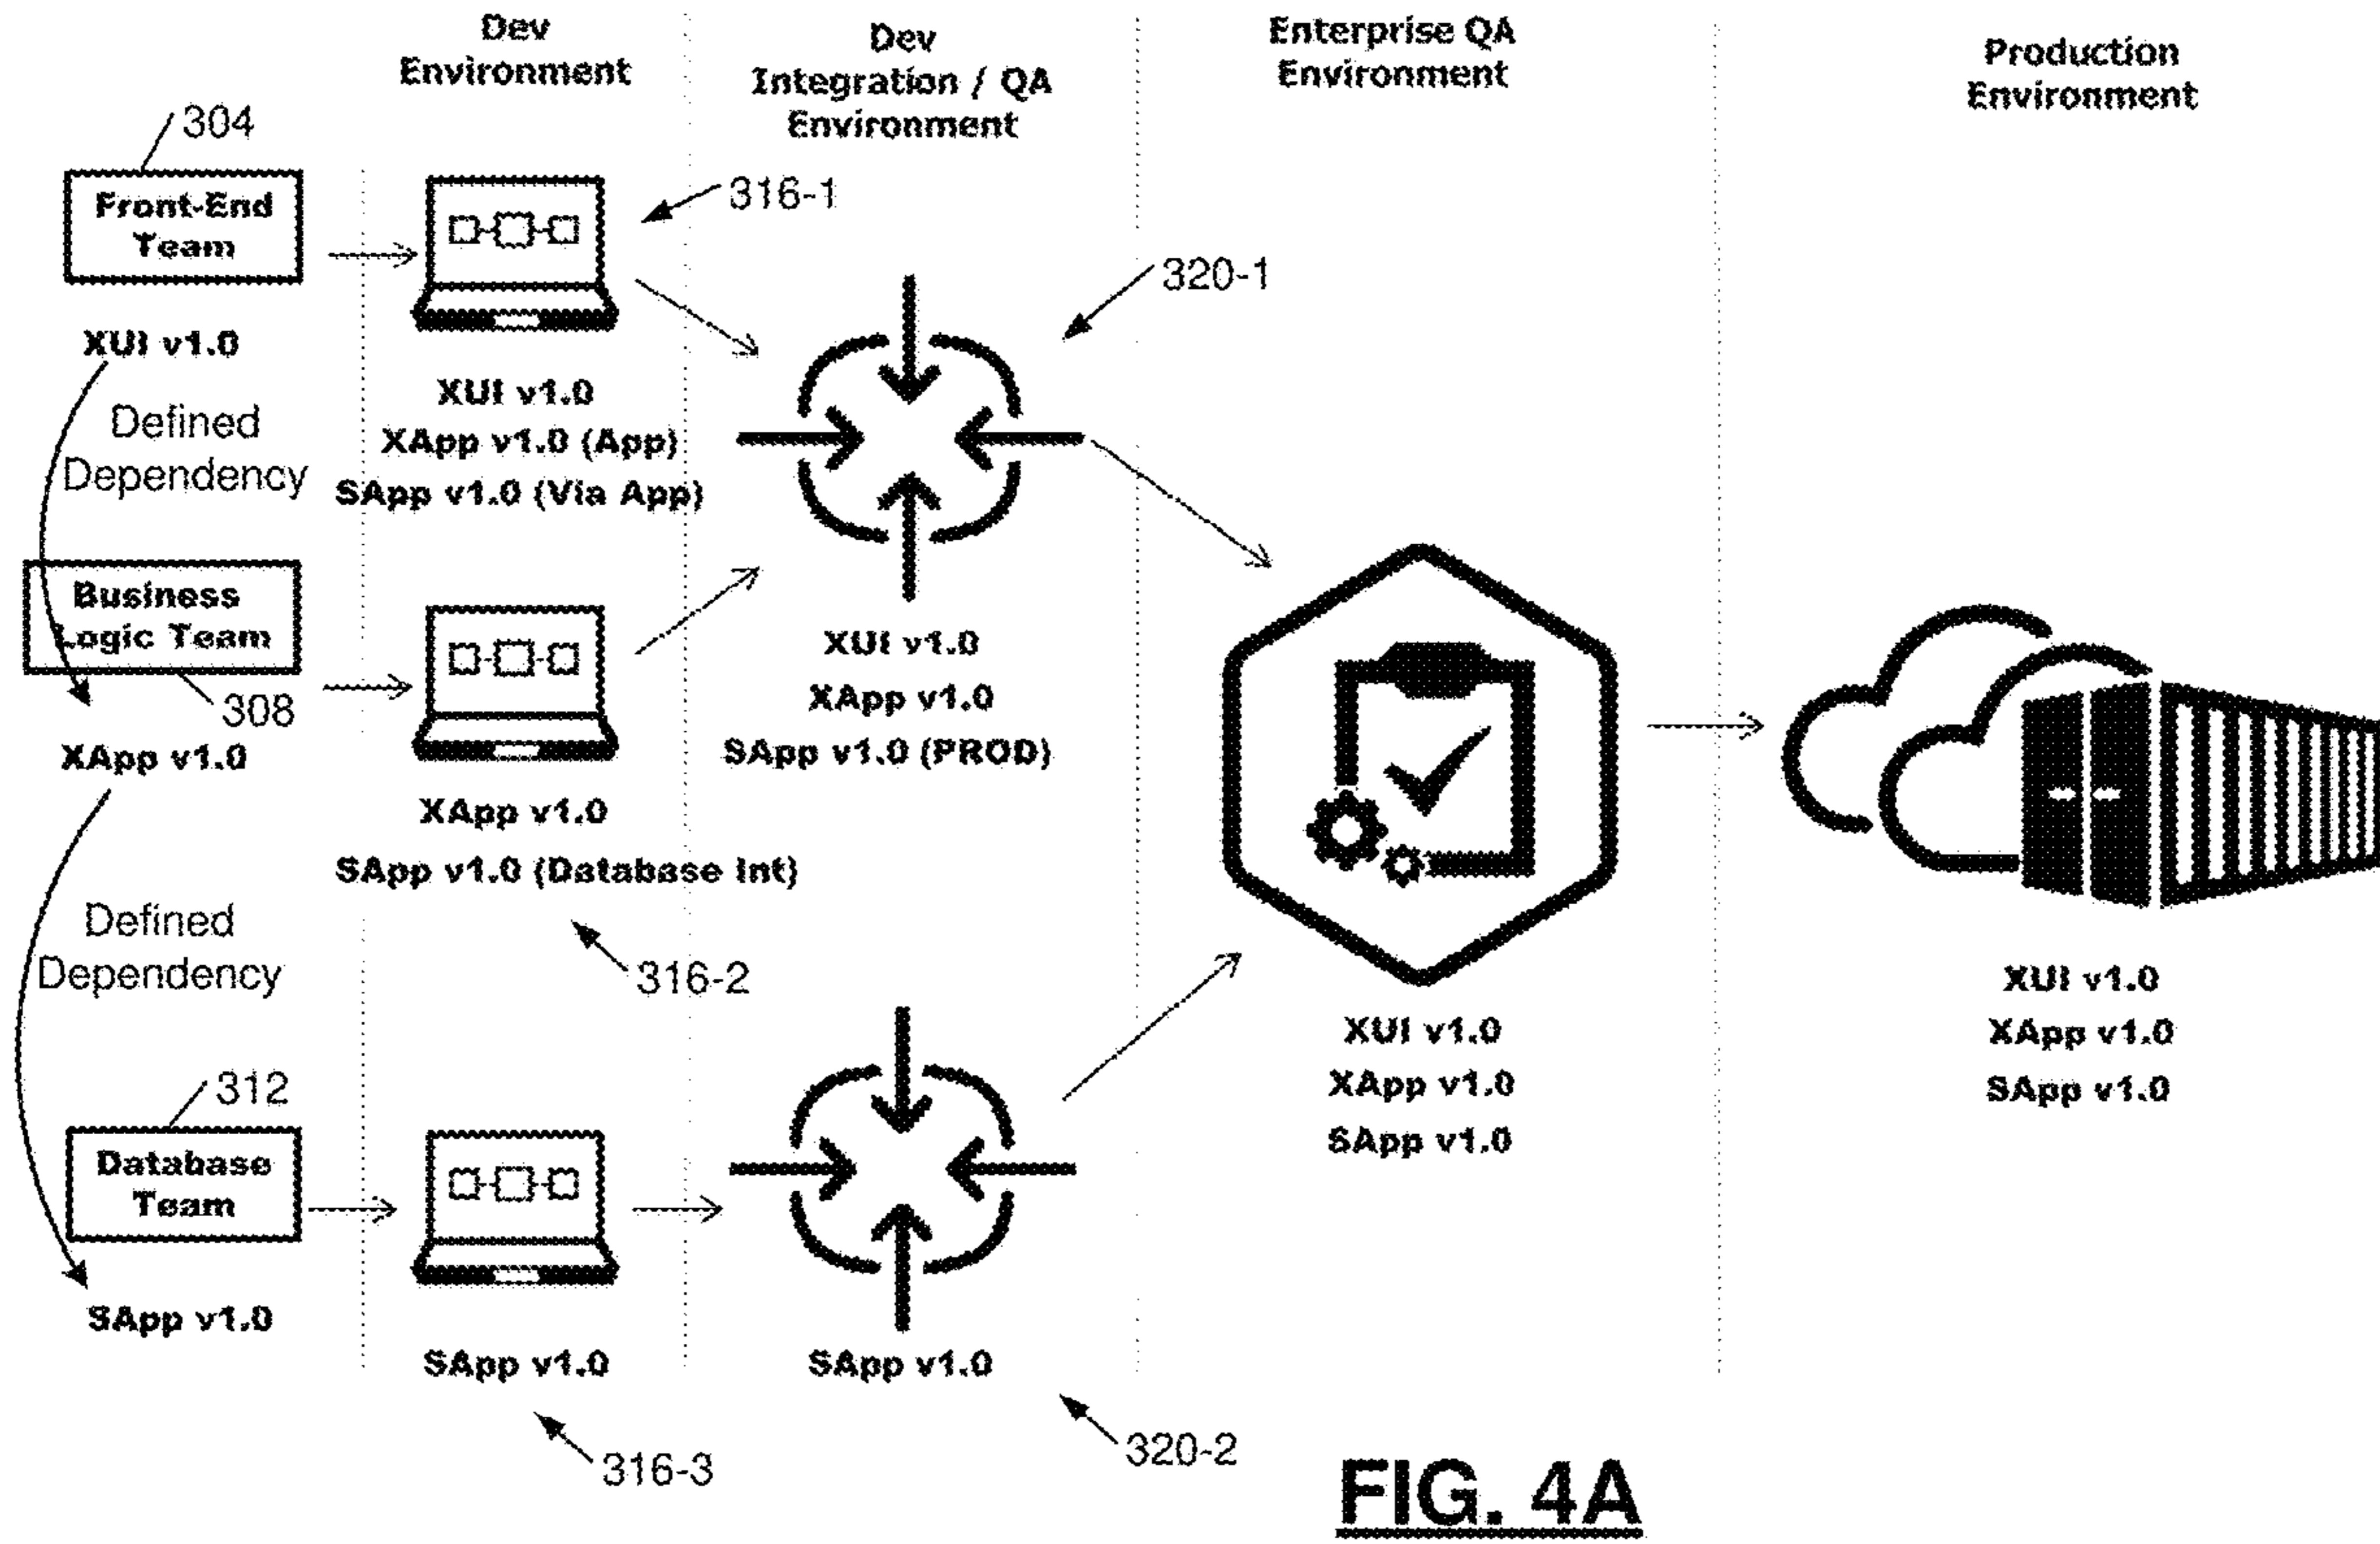 Dev
Environment
Dev
Integration / QA
Environment
Enterprise QA
Environment
Production
Environment
304
Front-End
Team
XUI v1.0
Defined
Dependency
316-1
XUI v1.0
XApp v1.0 (App)
SApp v1.0 (Via App)
320-1
Business
Logic Team
308
XApp v1.0
XApp v1.0
SApp v1.0 (Database Int)
316-2
XUI v1.0
XApp v1.0
SApp v1.0 (PROD)
Defined
Dependency
312
Database
Team
SApp v1.0
SApp v1.0
316-3
SApp v1.0
320-2
XUI v1.0
XApp v1.0
SApp v1.0
XUI v1.0
XApp v1.0
SApp v1.0
FIG. 4A